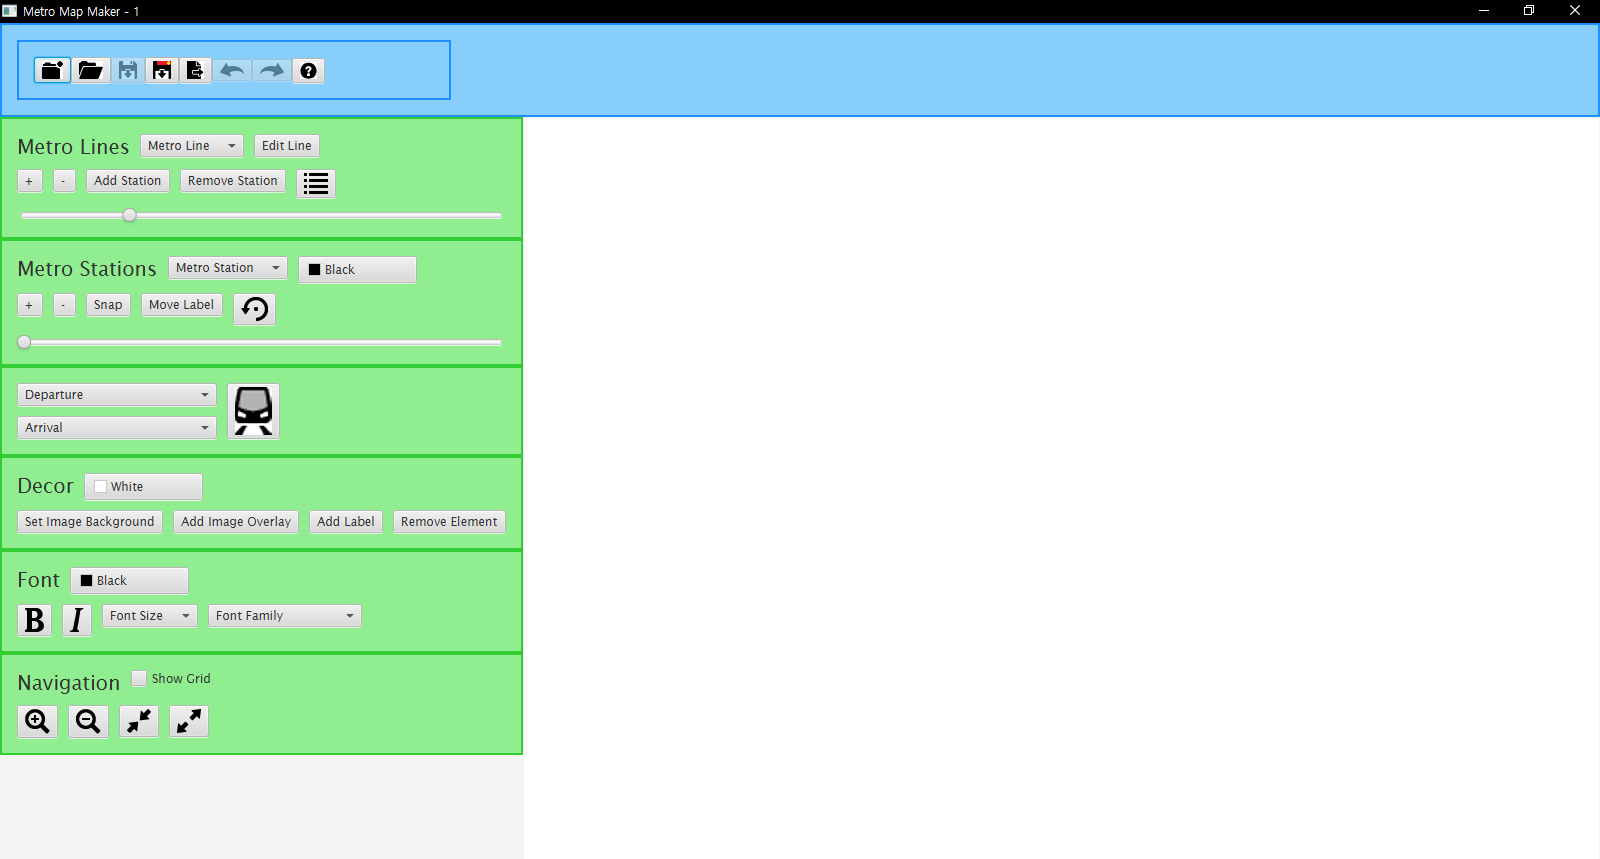 Metro Map Maker - 1
Metro Lines Metro Line Edit Line
+ - Add Station Remove Station
Metro Stations Metro Station Black
+ - Snap Move Label
Departure
Arrival
Decor White
Set Image Background Add Image Overlay Add Label Remove Element
Font Black
B I Font Size Font Family
Navigation Show Grid